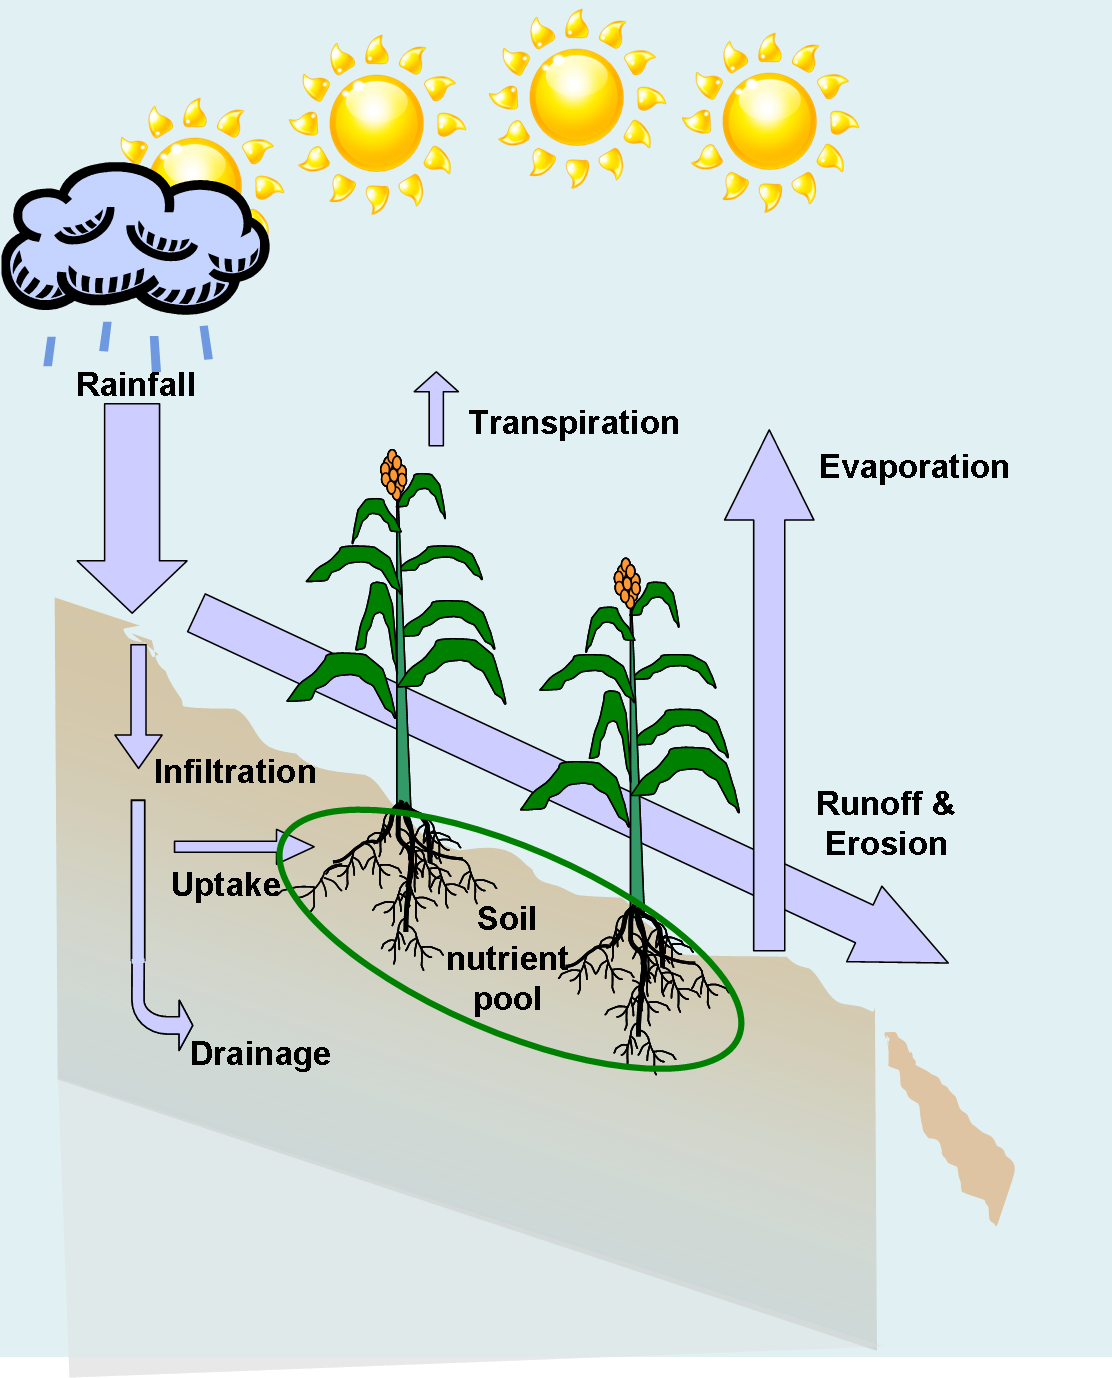 Rainfall
Transpiration
Evaporation
Infiltration
Runoff &
Erosion
Uptake
Soil
nutrient
pool
Drainage